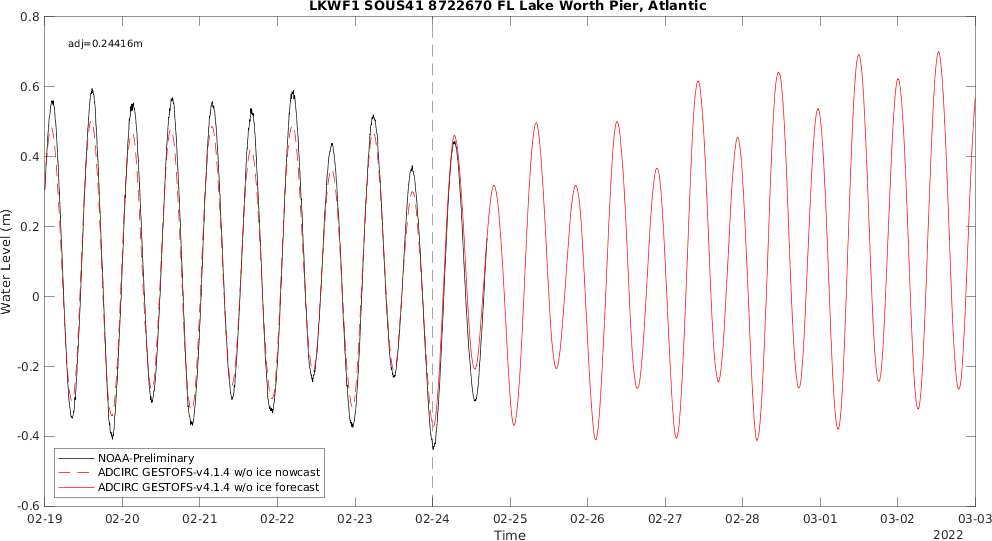 LKWF1 SOUS41 8722670 FL Lake Worth Pier, Atlantic
adj=0.24416m
0.8
0.6
0.4
0.2
0
-0.2
-0.4
-0.6
Water Level (m)
NOAA-Preliminary
ADCIRC GESTOFS-v4.1.4 w/o ice nowcast
ADCIRC GESTOFS-v4.1.4 w/o ice forecast
02-19 02-20 02-21 02-22 02-23 02-24 02-25 02-26 02-27 02-28 03-01 03-02 03-03
Time
2022